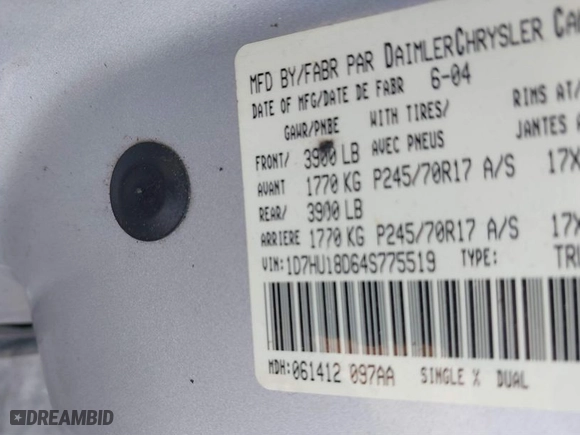 MFD BY/FABR PAR DAIMLERCHRYSLER
DATE OF MFG/DATE DE FABR 6-04
GAWR/PNBE WITH TIRES/ RIMS AT/
FRONT/ 3900 LB AVEC PNEUS JANTES
AVANT 1770 KG P245/70R17 A/S 17X
REAR/ 3900 LB
ARRIERE 1770 KG P245/70R17 A/S 17X
VIN: 1D7HU18D64S775519 TYPE:
MDH: 061412 097AA SINGLE X DUAL
DREAMBID